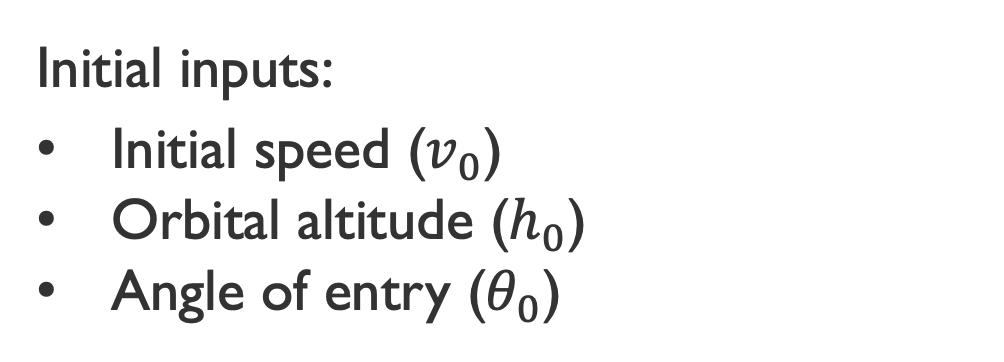 Initial inputs:
• Initial speed (𝑣₀)
• Orbital altitude (ℎ₀)
• Angle of entry (𝜃₀)